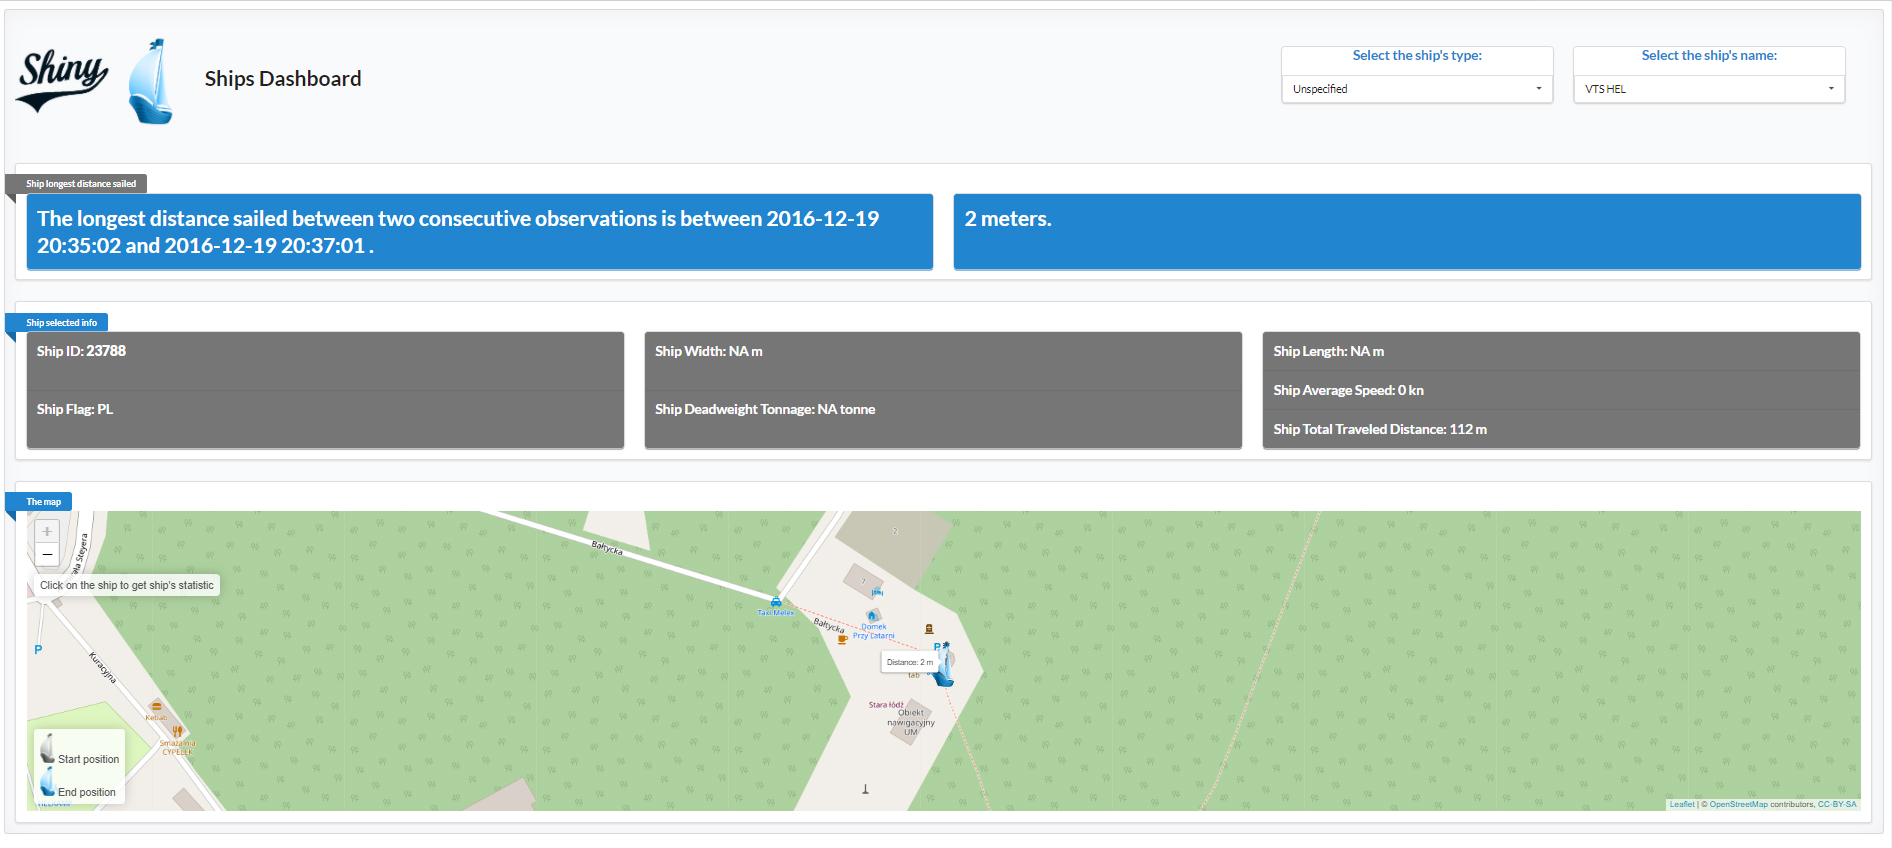 Shiny
Ships Dashboard
Select the ship's type:
Unspecified
Select the ship's name:
VTS HEL
Ship longest distance sailed
The longest distance sailed between two consecutive observations is between 2016-12-19
20:35:02 and 2016-12-19 20:37:01 .
2 meters.
Ship selected info
Ship ID: 23788
Ship Flag: PL
Ship Width: NA m
Ship Deadweight Tonnage: NA tonne
Ship Length: NA m
Ship Average Speed: 0 kn
Ship Total Traveled Distance: 112 m
The map
+
−
Steyera
Click on the ship to get ship's statistic
P
Kuracyjna
Kebab
Smażalnia
CYPELEK
Bałtycka
Taxi Melex
Bałtycka
2
7
Domek
Przy Latarni
P
Distance: 2 m
Stara łódź
Obiekt
nawigacyjny
UM
Start position
End position
Leaflet | © OpenStreetMap contributors, CC-BY-SA